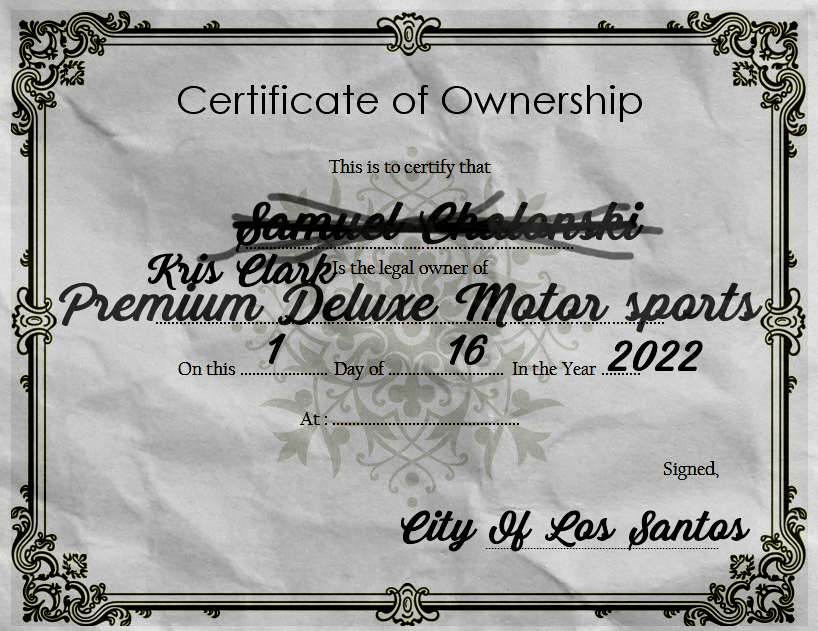 Certificate of Ownership
This is to certify that
Samuel Chalonski
Kris Clark Is the legal owner of
Premium Deluxe Motor sports
On this 1 Day of 16 In the Year 2022
At :
Signed,
City Of Los Santos